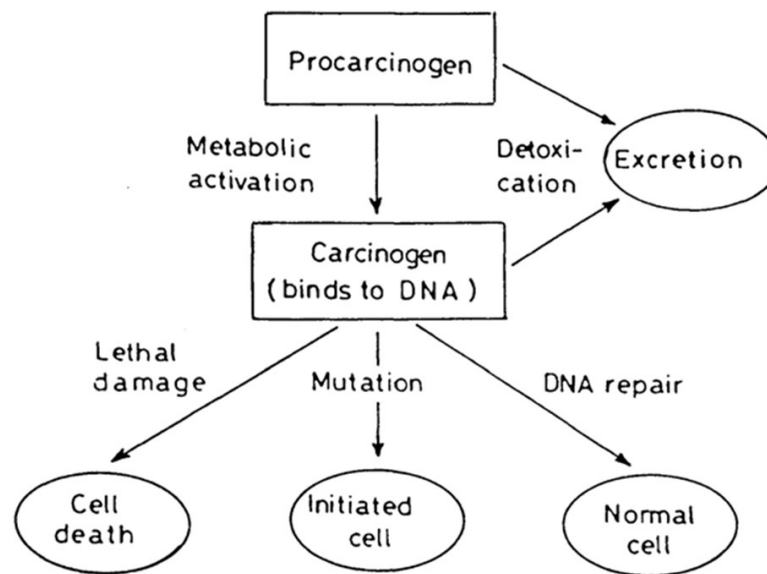 Procarcinogen
Metabolic
activation
Detoxi-
cation
Excretion
Carcinogen
(binds to DNA)
Lethal
damage
Mutation
DNA repair
Cell
death
Initiated
cell
Normal
cell